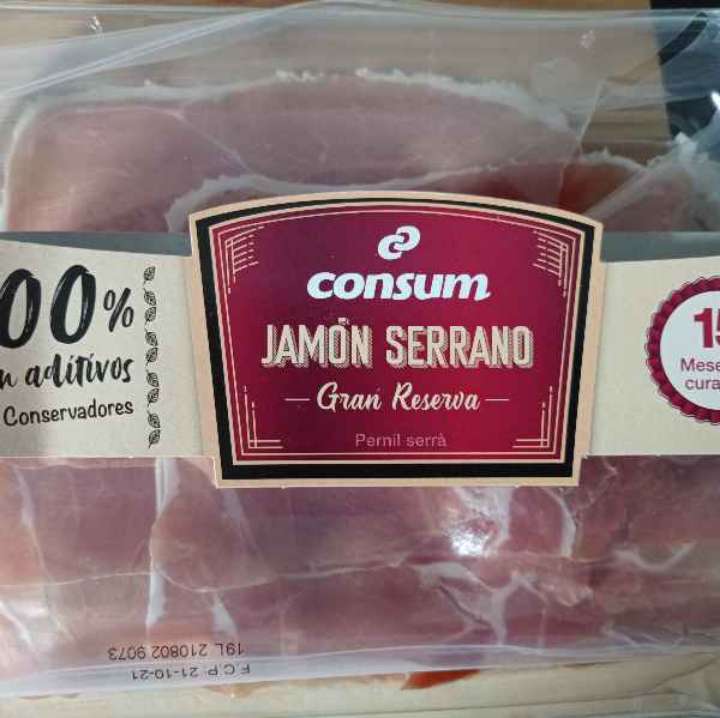 00%
aditivos
Conservadores
consum
JAMÓN SERRANO
Gran Reserva
Pernil serrà
15
Mese
cura
F.C.P. 21-10-21
19L 210802 9073